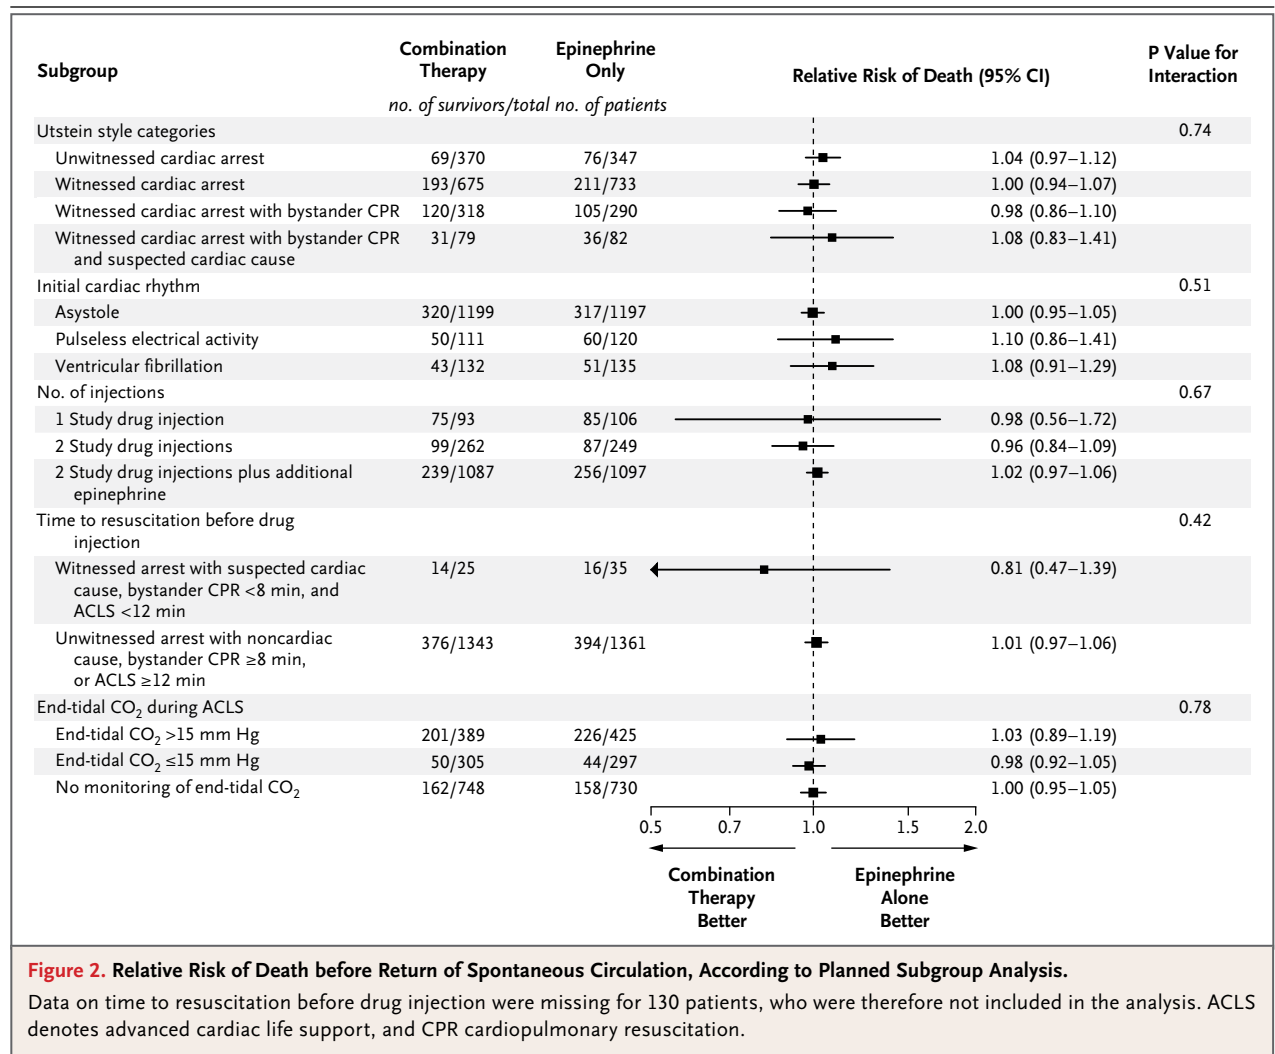 Subgroup
Combination Therapy
Epinephrine Only
Relative Risk of Death (95% CI)
P Value for Interaction
no. of survivors/total no. of patients
Utstein style categories 0.74
Unwitnessed cardiac arrest 69/370 76/347 1.04 (0.97–1.12)
Witnessed cardiac arrest 193/675 211/733 1.00 (0.94–1.07)
Witnessed cardiac arrest with bystander CPR 120/318 105/290 0.98 (0.86–1.10)
Witnessed cardiac arrest with bystander CPR 31/79 36/82 1.08 (0.83–1.41)
and suspected cardiac cause
Initial cardiac rhythm 0.51
Asystole 320/1199 317/1197 1.00 (0.95–1.05)
Pulseless electrical activity 50/111 60/120 1.10 (0.86–1.41)
Ventricular fibrillation 43/132 51/135 1.08 (0.91–1.29)
No. of injections 0.67
1 Study drug injection 75/93 85/106 0.98 (0.56–1.72)
2 Study drug injections 99/262 87/249 0.96 (0.84–1.09)
2 Study drug injections plus additional 239/1087 256/1097 1.02 (0.97–1.06)
epinephrine
Time to resuscitation before drug 0.42
injection
Witnessed arrest with suspected cardiac 14/25 16/35 0.81 (0.47–1.39)
cause, bystander CPR <8 min, and
ACLS <12 min
Unwitnessed arrest with noncardiac 376/1343 394/1361 1.01 (0.97–1.06)
cause, bystander CPR ≥8 min,
or ACLS ≥12 min
End-tidal CO₂ during ACLS 0.78
End-tidal CO₂ >15 mm Hg 201/389 226/425 1.03 (0.89–1.19)
End-tidal CO₂ ≤15 mm Hg 50/305 44/297 0.98 (0.92–1.05)
No monitoring of end-tidal CO₂ 162/748 158/730 1.00 (0.95–1.05)
0.5 0.7 1.0 1.5 2.0
Combination Therapy Better
Epinephrine Alone Better
Figure 2. Relative Risk of Death before Return of Spontaneous Circulation, According to Planned Subgroup Analysis.
Data on time to resuscitation before drug injection were missing for 130 patients, who were therefore not included in the analysis. ACLS
denotes advanced cardiac life support, and CPR cardiopulmonary resuscitation.